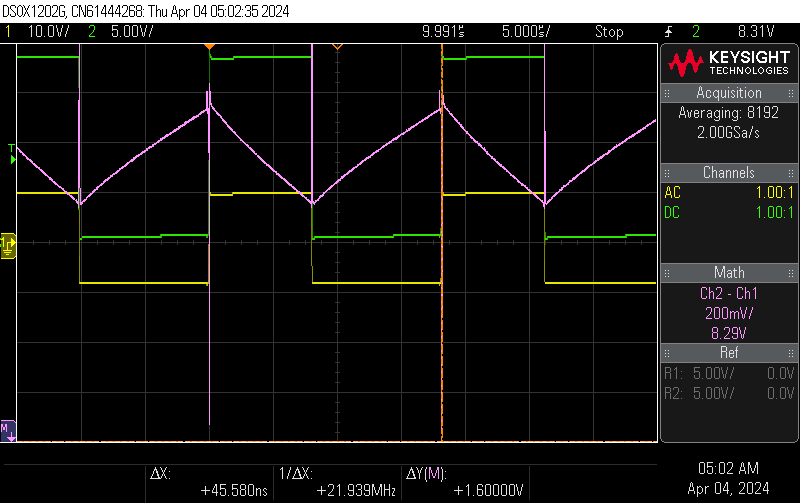 DSOX1202G, CN61444268: Thu Apr 04 05:02:35 2024
1 10.0V/ 2 5.00V/ 9.991µs 5.000s/ Stop 2 8.31V
KEYSIGHT
TECHNOLOGIES
Acquisition
Averaging: 8192
2.00GSa/s
Channels
AC 1.00:1
DC 1.00:1
Math
Ch2 - Ch1
200mV/
8.29V
Ref
R1: 5.00V/ 0.0V
R2: 5.00V/ 0.0V
T
1
M
ΔX: 1/ΔX: ΔY(M):
+45.580ns +21.939MHz +1.60000V
05:02 AM
Apr 04, 2024